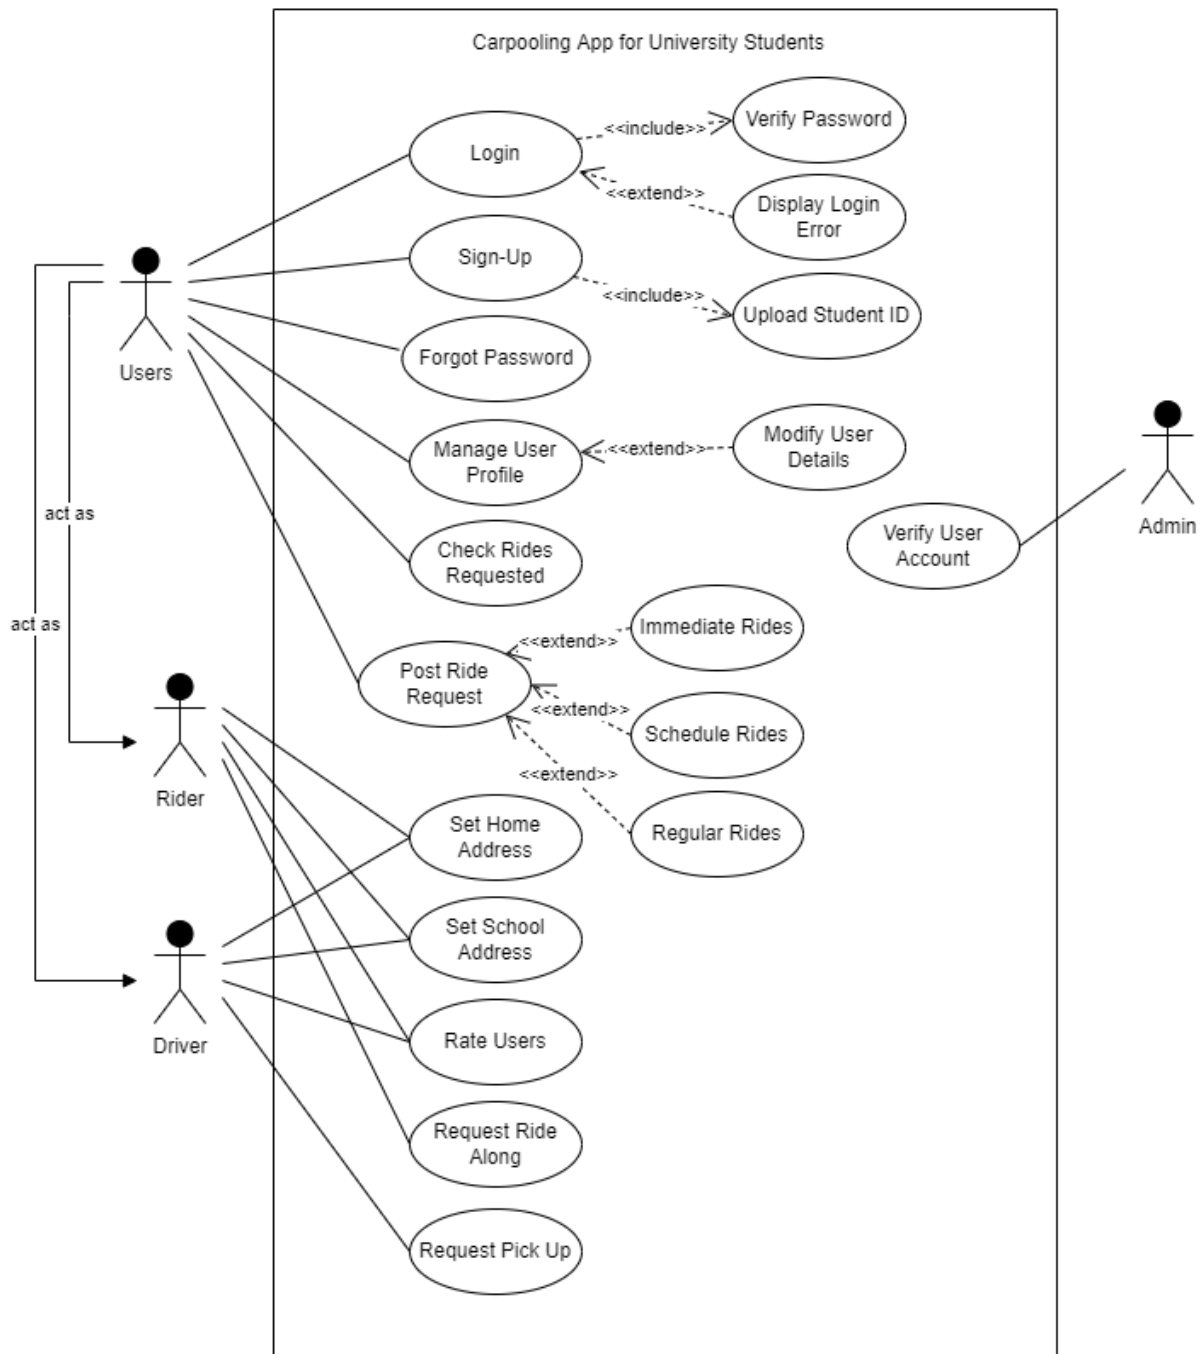 Carpooling App for University Students
Login
<<include>>
Verify Password
<<extend>>
Display Login
Error
Sign-Up
<<include>>
Upload Student ID
Users
Forgot Password
Manage User
Profile
<<extend>>
Modify User
Details
Admin
Verify User
Account
act as
Check Rides
Requested
act as
Post Ride
Request
<<extend>>
Immediate Rides
<<extend>>
Schedule Rides
<<extend>>
Regular Rides
Rider
Set Home
Address
Set School
Address
Driver
Rate Users
Request Ride
Along
Request Pick Up